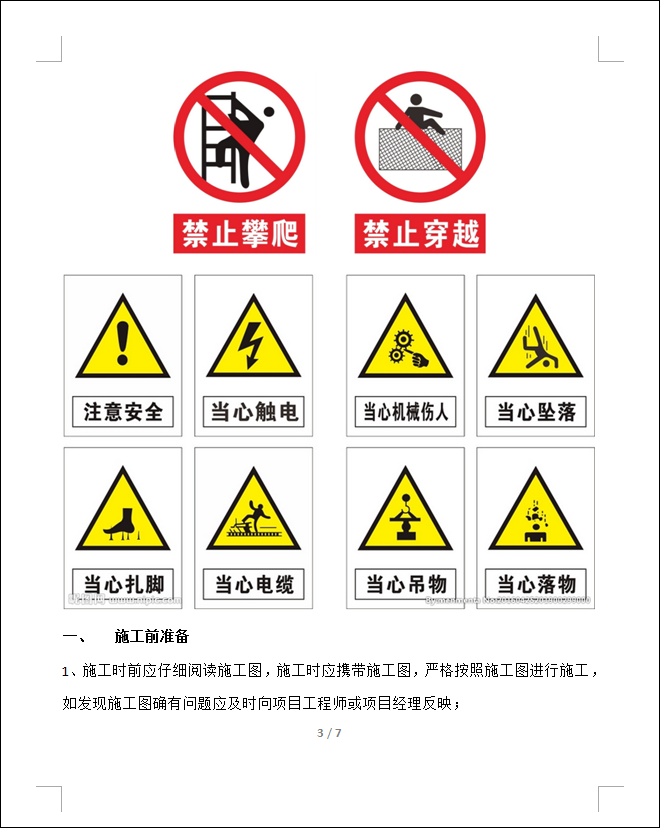 禁止攀爬 禁止穿越
注意安全 当心触电 当心机械伤人 当心坠落
当心扎脚 当心电缆 当心吊物 当心落物
一、 施工前准备
1、施工时前应仔细阅读施工图，施工时应携带施工图，严格按照施工图进行施工，
如发现施工图确有问题应及时向项目工程师或项目经理反映；
3 / 7